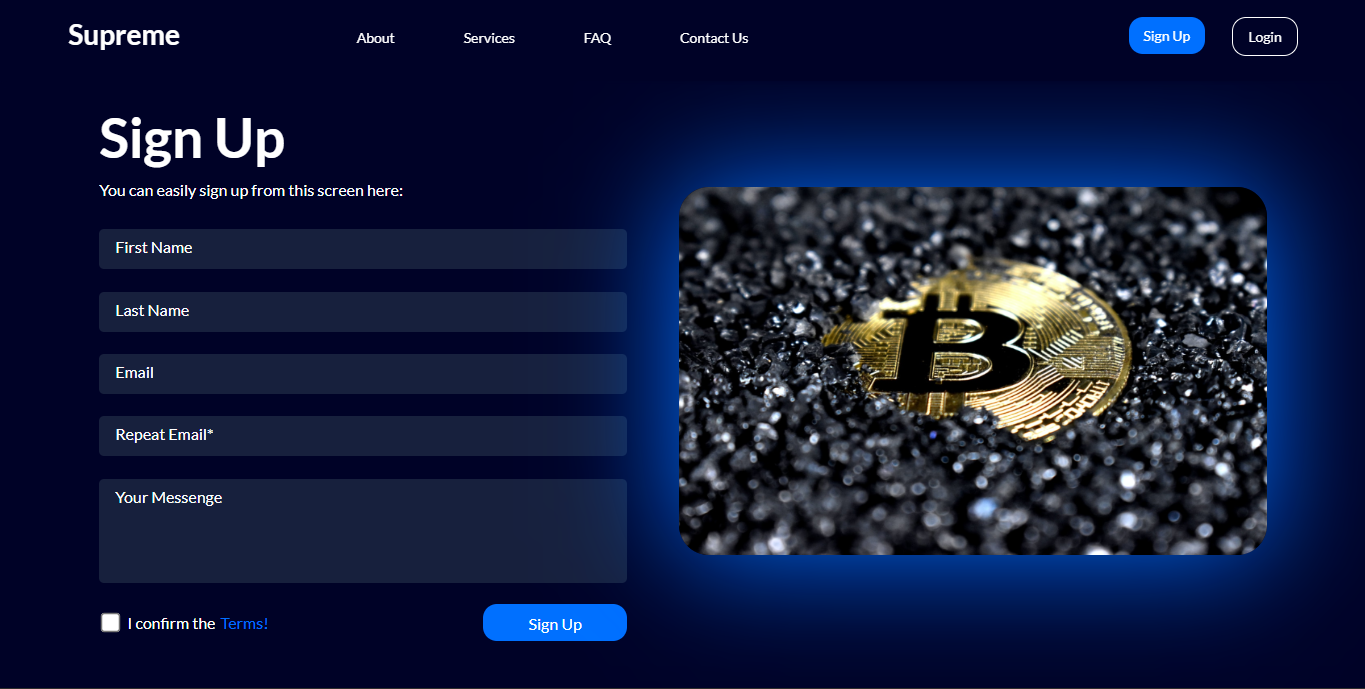 Supreme
About
Services
FAQ
Contact Us
Sign Up
Login
Sign Up
You can easily sign up from this screen here:
First Name
Last Name
Email
Repeat Email*
Your Messenge
I confirm the Terms!
Sign Up